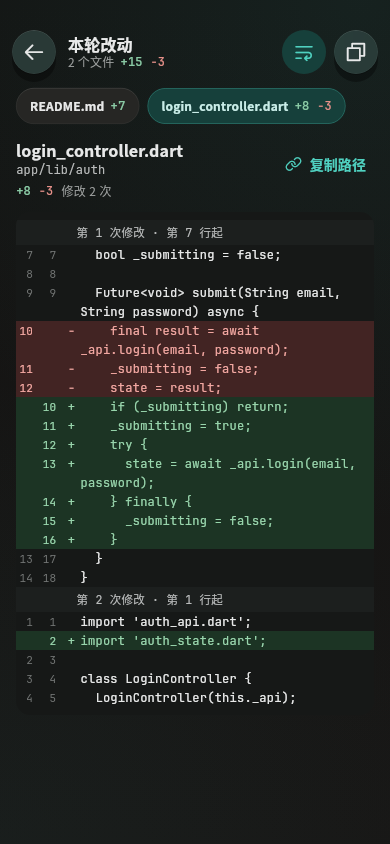 本轮改动
2 个文件 +15 -3
README.md +7
login_controller.dart +8 -3
login_controller.dart
app/lib/auth
复制路径
+8 -3 修改 2 次
第 1 次修改 · 第 7 行起
7 7 bool _submitting = false;
8 8
9 9 Future<void> submit(String email,
String password) async {
10 - final result = await
_api.login(email, password);
11 - _submitting = false;
12 - state = result;
10 + if (_submitting) return;
11 + _submitting = true;
12 + try {
13 + state = await _api.login(email,
password);
14 + } finally {
15 + _submitting = false;
16 + }
13 17 }
14 18 }
第 2 次修改 · 第 1 行起
1 1 import 'auth_api.dart';
2 + import 'auth_state.dart';
2 3
3 4 class LoginController {
4 5 LoginController(this._api);